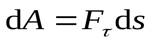 dA = F_τ ds